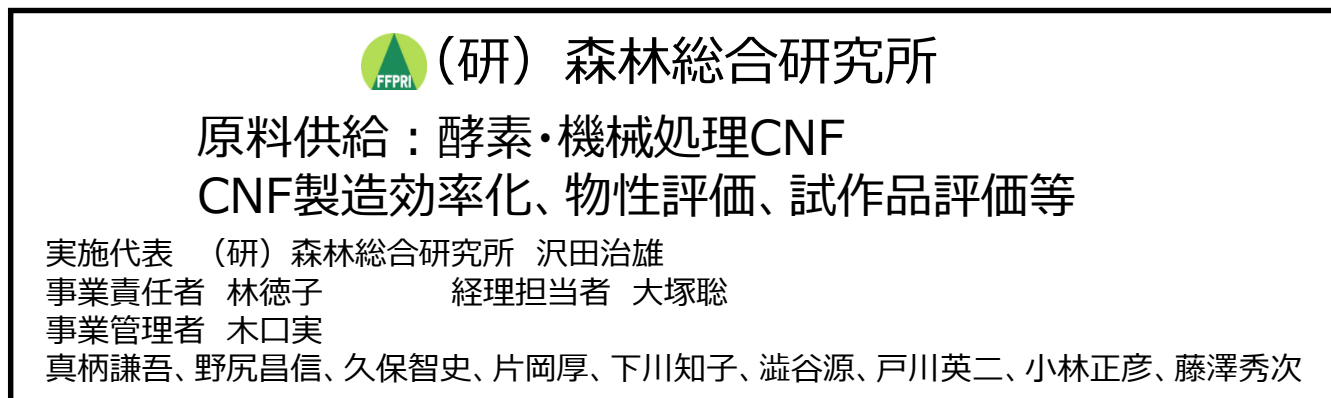 FFPRI
（研）森林総合研究所
原料供給：酵素・機械処理CNF
CNF製造効率化、物性評価、試作品評価等
実施代表　（研）森林総合研究所　沢田治雄
事業責任者　林徳子　　　　　経理担当者　大塚聡
事業管理者　木口実
真柄謙吾、野尻昌信、久保智史、片岡厚、下川知子、澁谷源、戸川英二、小林正彦、藤澤秀次